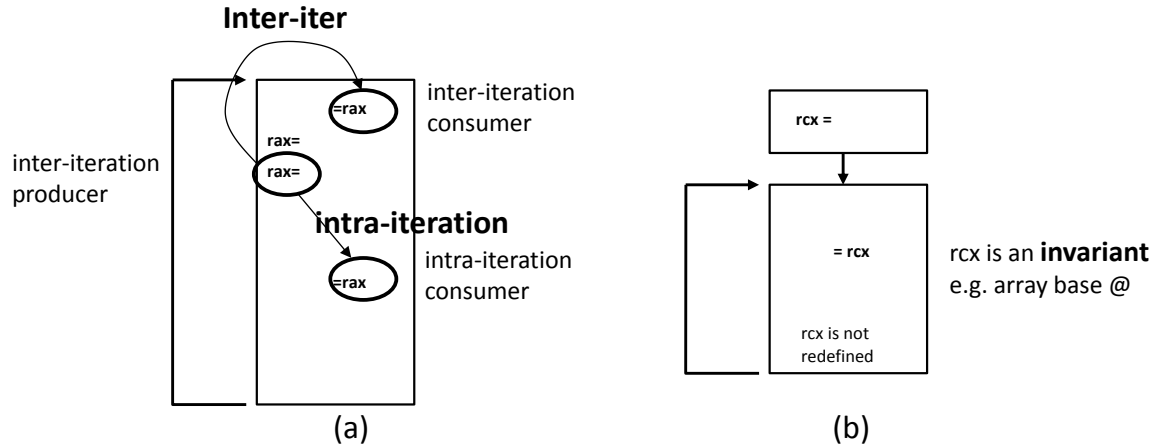 Inter-iter
=rax
inter-iteration
consumer
rax=
rax=
inter-iteration
producer
intra-iteration
=rax
intra-iteration
consumer
(a)
rcx =
= rcx
rcx is an invariant
e.g. array base @
rcx is not
redefined
(b)